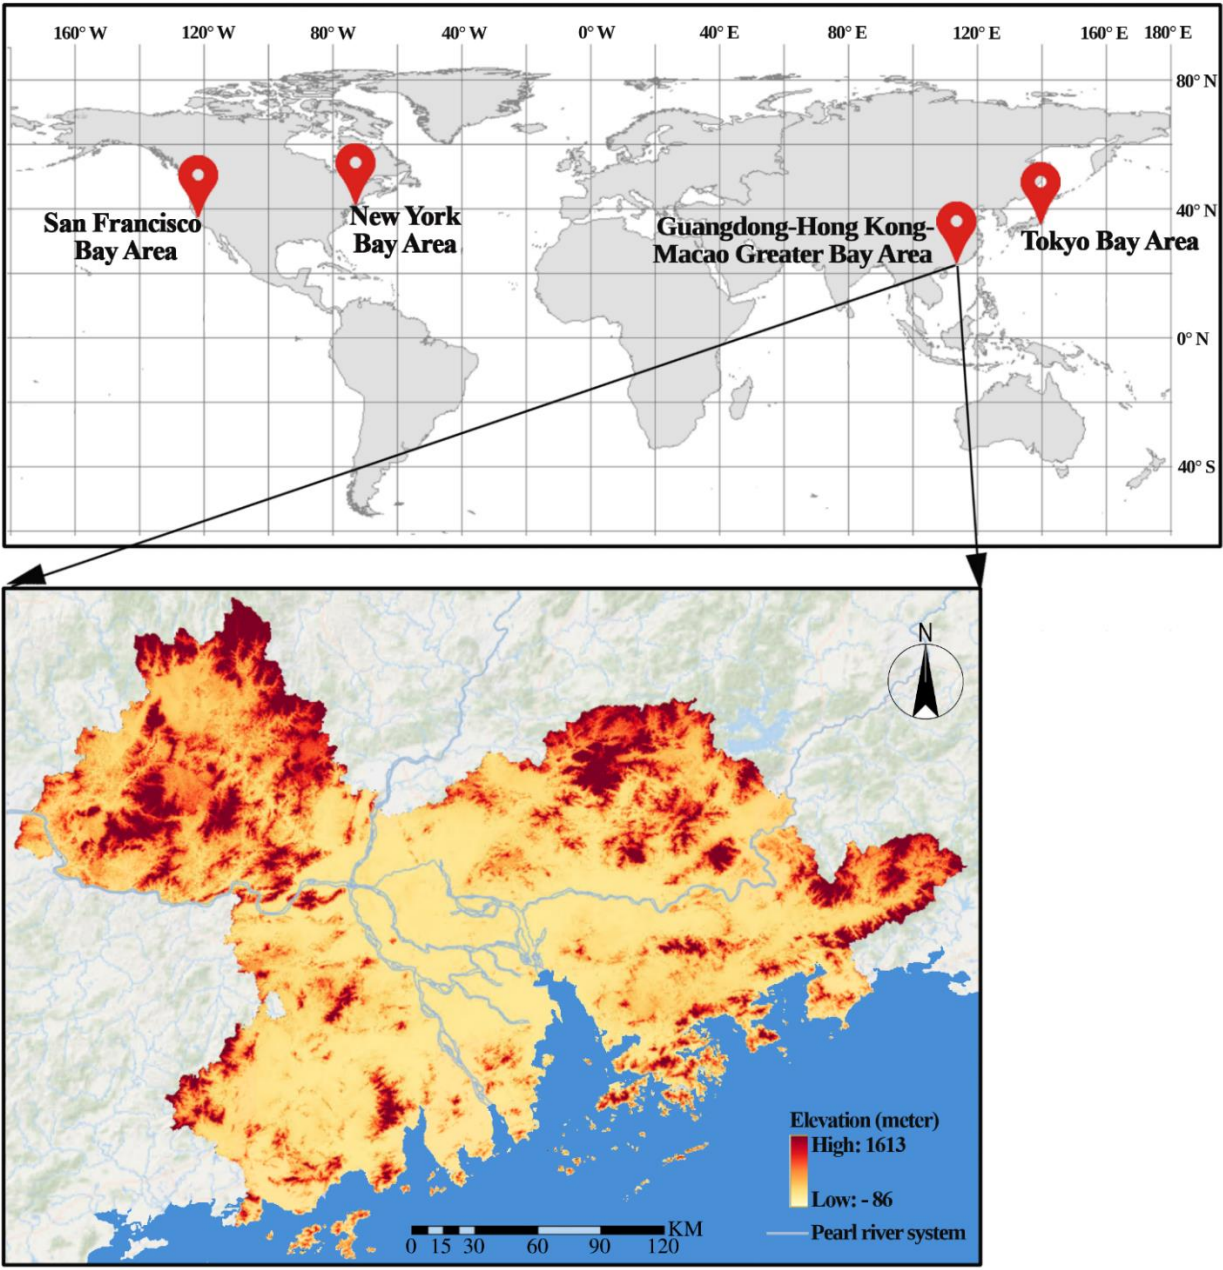 160° W 120° W 80° W 40° W 0° W 40° E 80° E 120° E 160° E 180° E
80° N
San Francisco
Bay Area
New York
Bay Area
Guangdong-Hong Kong-
Macao Greater Bay Area
40° N
Tokyo Bay Area
0° N
40° S
N
Elevation (meter)
High: 1613
Low: - 86
Pearl river system
KM
0 15 30 60 90 120